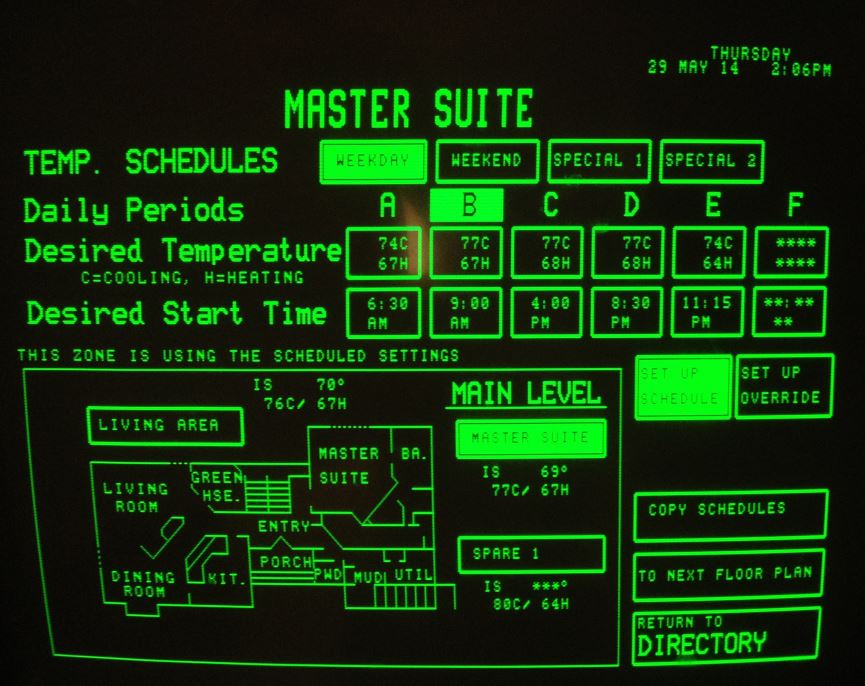 THURSDAY
29 MAY 14 2:06PM
MASTER SUITE
TEMP. SCHEDULES WEEKDAY WEEKEND SPECIAL 1 SPECIAL 2
Daily Periods A B C D E F
Desired Temperature 74C 77C 77C 77C 74C ****
67H 67H 68H 68H 64H ****
C=COOLING, H=HEATING
Desired Start Time 6:30 9:00 4:00 8:30 11:15 **:**
AM AM PM PM PM **
THIS ZONE IS USING THE SCHEDULED SETTINGS
SET UP
SCHEDULE
SET UP
OVERRIDE
IS 70°
76C/ 67H
MAIN LEVEL
LIVING AREA
MASTER SUITE
IS 69°
77C/ 67H
MASTER
SUITE
BA.
GREEN
HSE.
LIVING
ROOM
ENTRY
PORCH
DINING
ROOM
KIT.
PWD
MUD
UTIL
SPARE 1
IS ***°
80C/ 64H
COPY SCHEDULES
TO NEXT FLOOR PLAN
RETURN TO
DIRECTORY